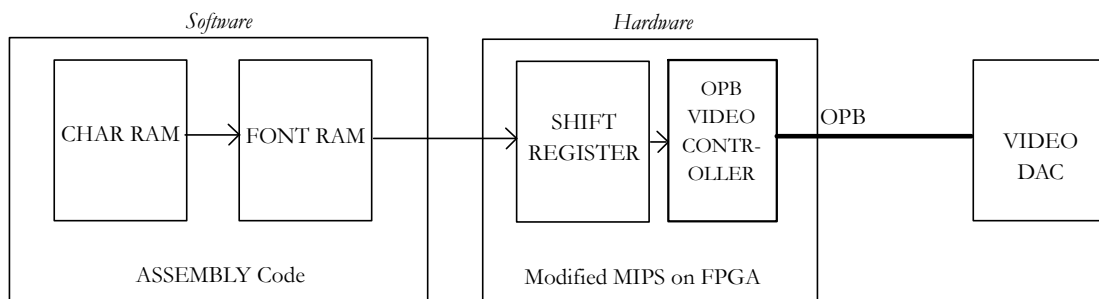 Software
Hardware
CHAR RAM
FONT RAM
SHIFT
REGISTER
OPB
VIDEO
CONTR-
OLLER
OPB
VIDEO
DAC
ASSEMBLY Code
Modified MIPS on FPGA